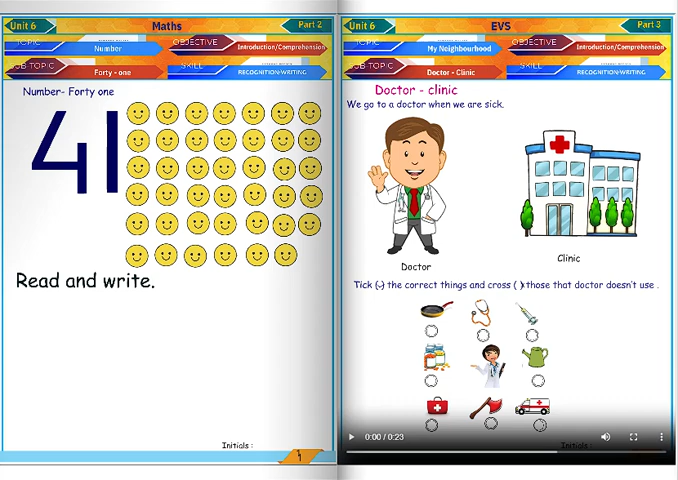 Unit 6
Maths
Part 2
TOPIC
Number
OBJECTIVE
Introduction/Comprehension
SUB TOPIC
Forty - one
SKILL
RECOGNITION-WRITING
Number- Forty one
41
Read and write.
Initials :
Unit 6
EVS
Part 3
TOPIC
My Neighbourhood
OBJECTIVE
Introduction/Comprehension
SUB TOPIC
Doctor - Clinic
SKILL
RECOGNITION-WRITING
Doctor - clinic
We go to a doctor when we are sick.
Doctor
Clinic
Tick (✓) the correct things and cross ( ) those that doctor doesn't use .
0:00 / 0:23
Initials :